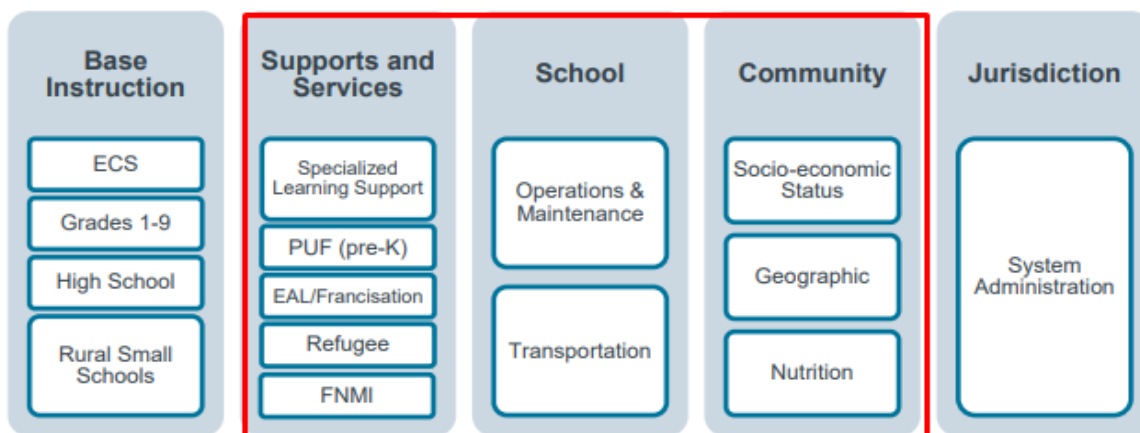 Base
Instruction
ECS
Grades 1-9
High School
Rural Small
Schools
Supports and
Services
Specialized
Learning Support
PUF (pre-K)
EAL/Francisation
Refugee
FNMI
School
Operations &
Maintenance
Transportation
Community
Socio-economic
Status
Geographic
Nutrition
Jurisdiction
System
Administration